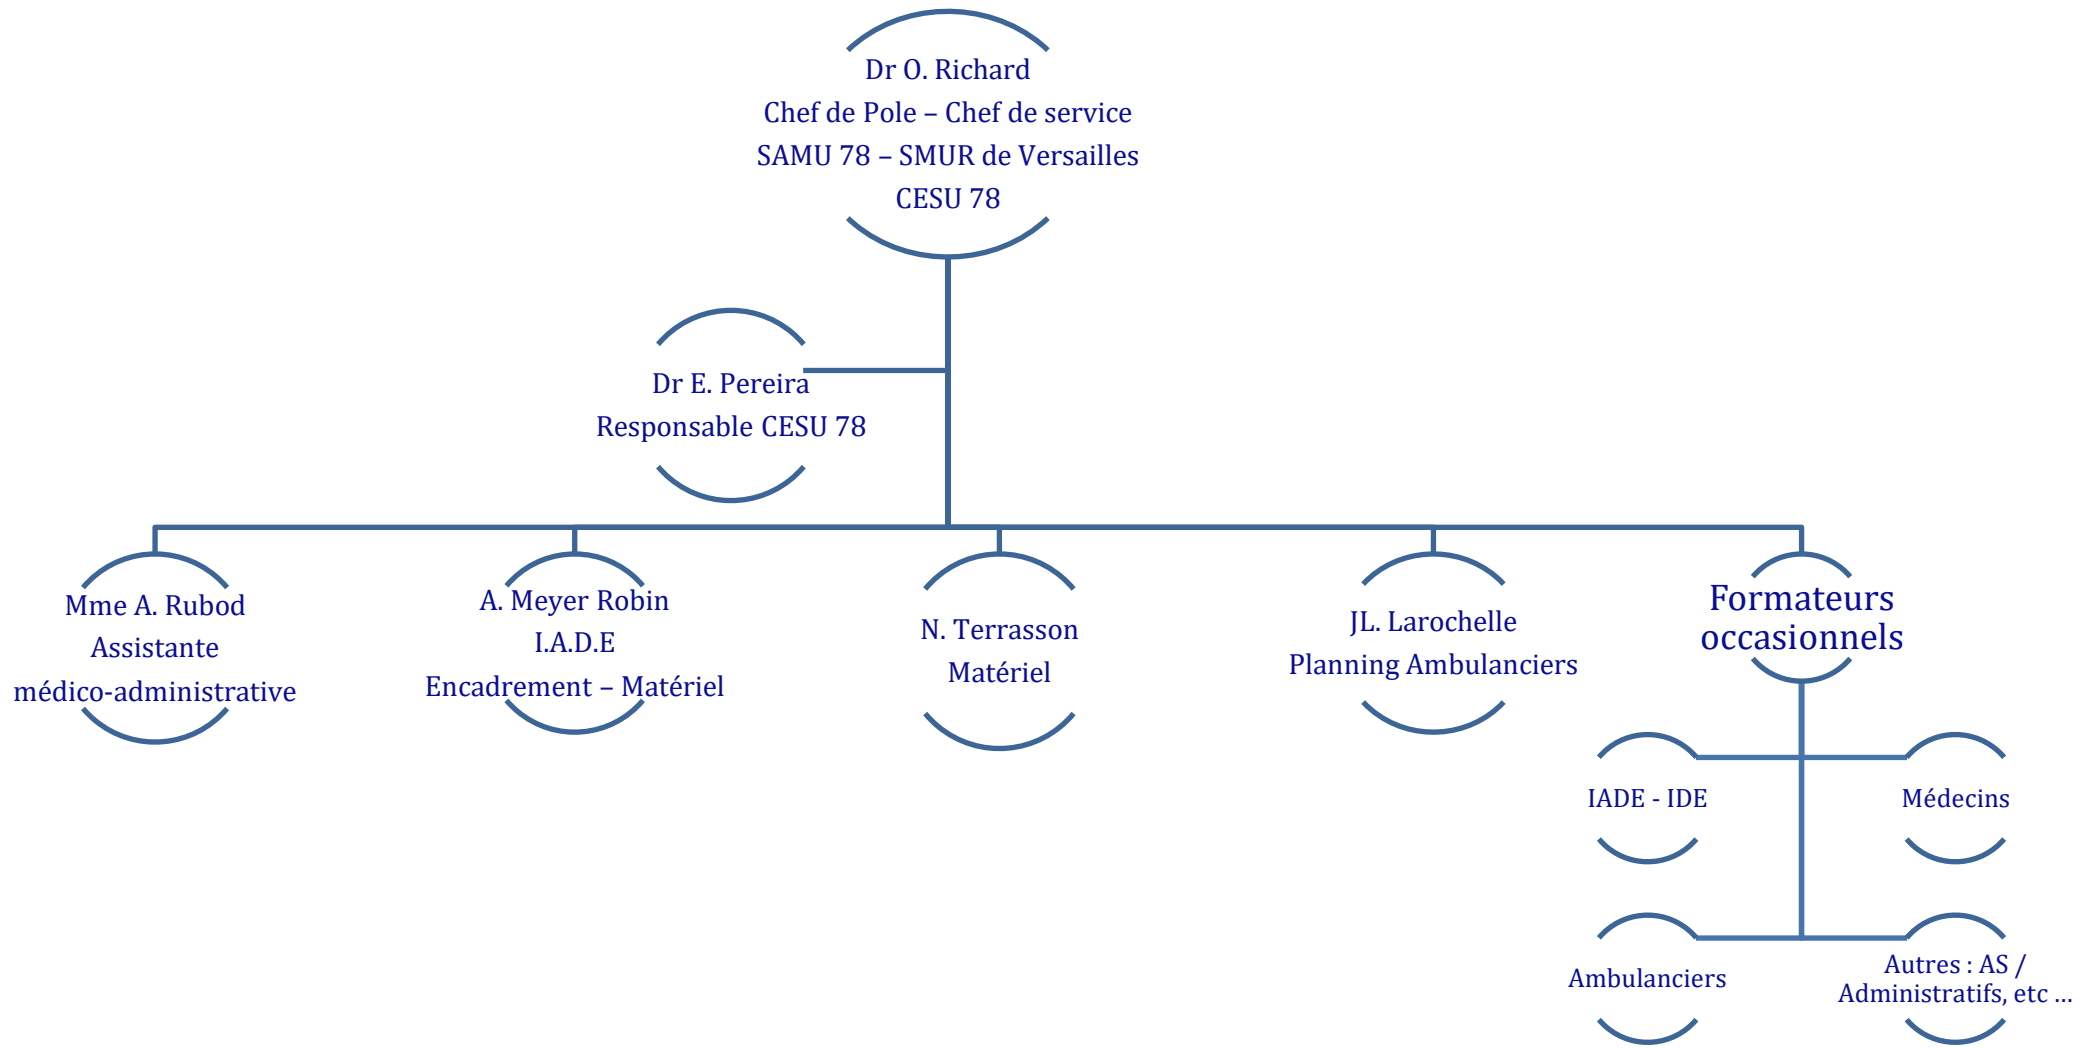 Dr O. Richard
Chef de Pole – Chef de service
SAMU 78 – SMUR de Versailles
CESU 78
Dr E. Pereira
Responsable CESU 78
Mme A. Rubod
Assistante
médico-administrative
A. Meyer Robin
I.A.D.E
Encadrement – Matériel
N. Terrasson
Matériel
JL. Larochelle
Planning Ambulanciers
Formateurs
occasionnels
IADE - IDE
Médecins
Ambulanciers
Autres : AS /
Administratifs, etc ...